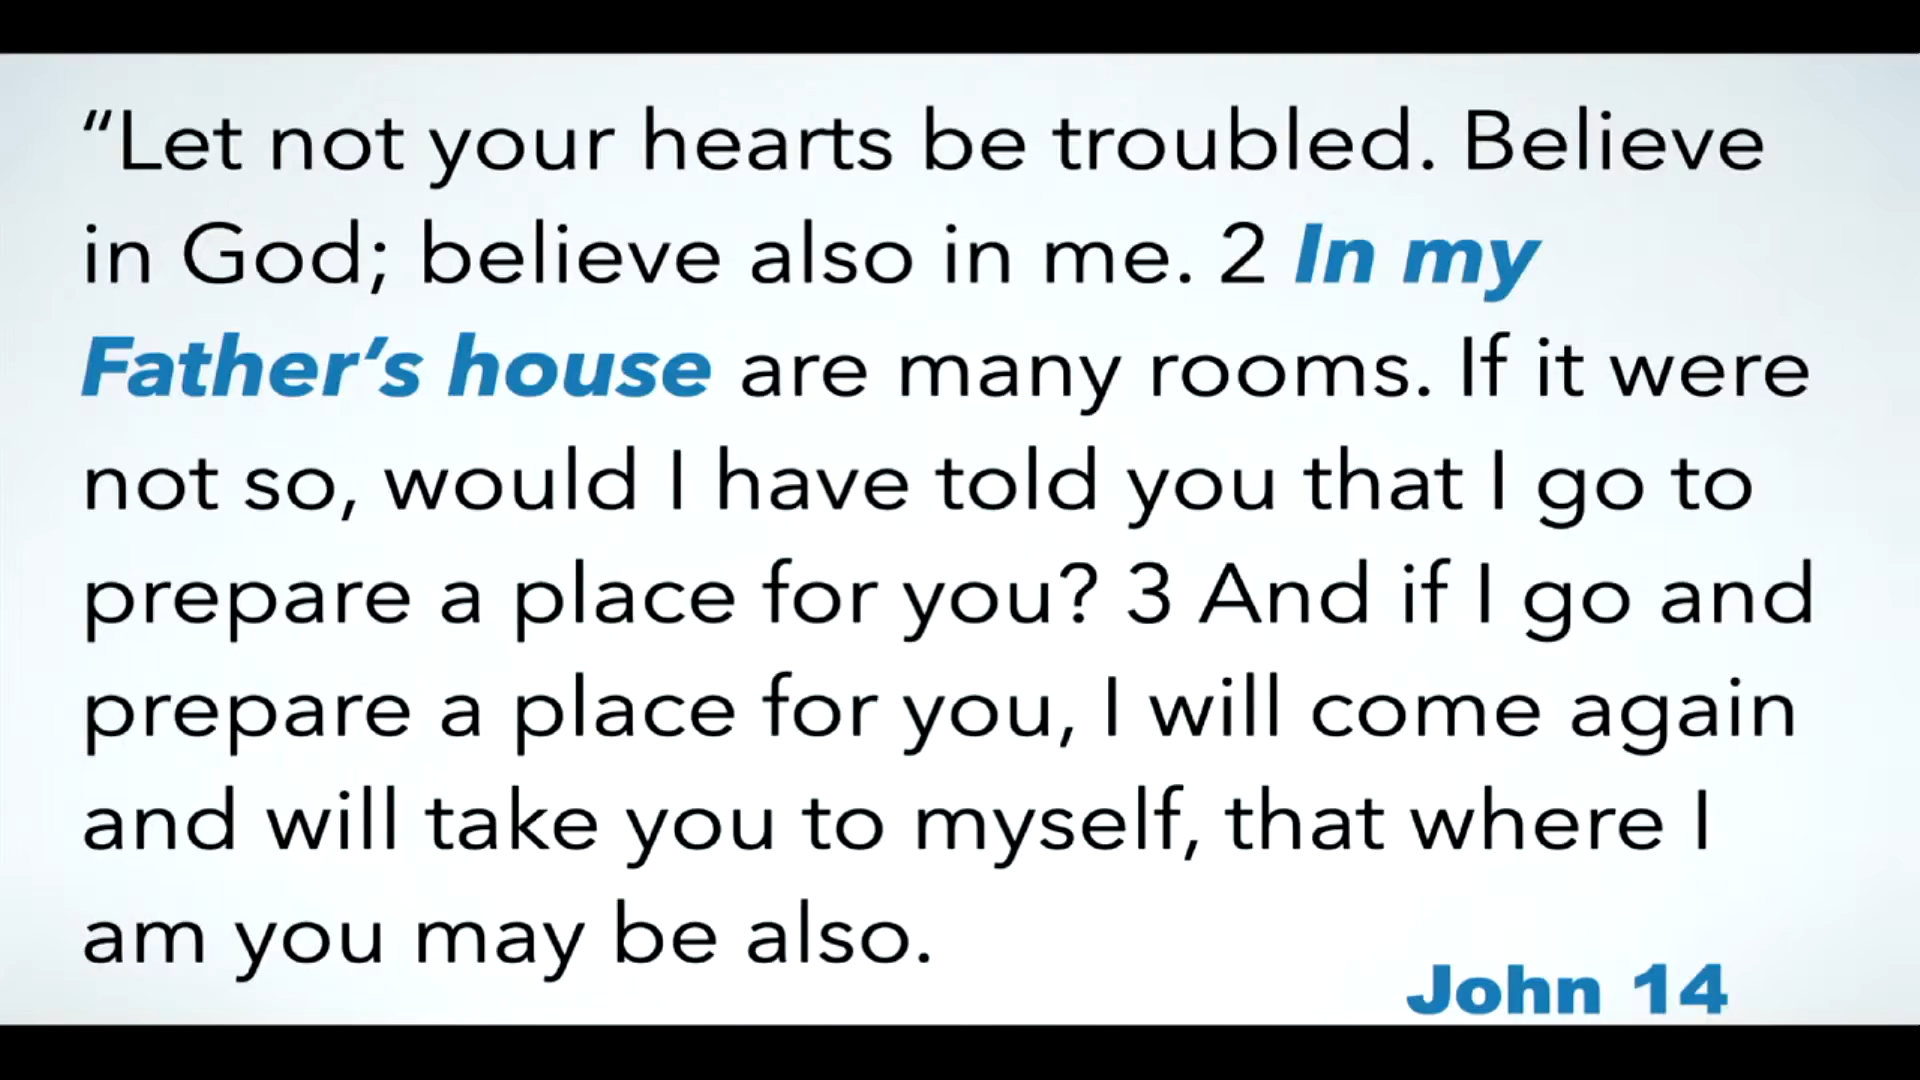 “Let not your hearts be troubled. Believe
in God; believe also in me. 2 In my
Father’s house are many rooms. If it were
not so, would I have told you that I go to
prepare a place for you? 3 And if I go and
prepare a place for you, I will come again
and will take you to myself, that where I
am you may be also.
John 14